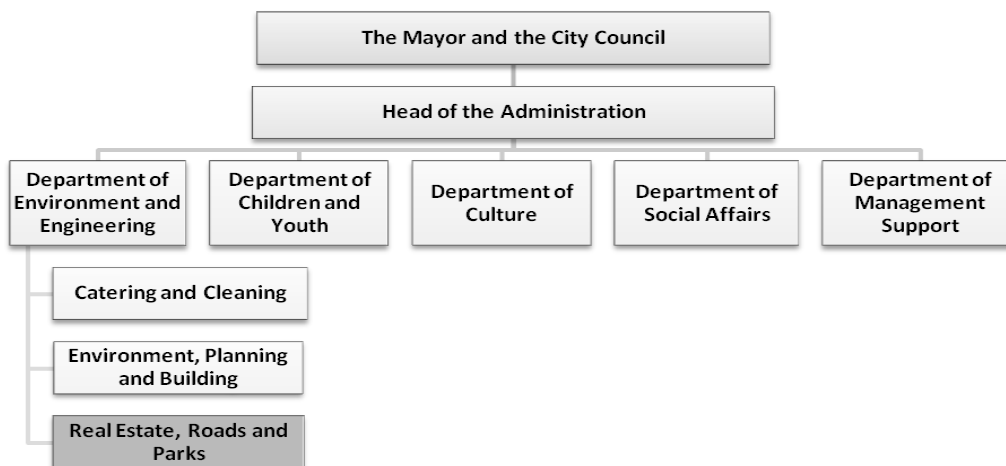 The Mayor and the City Council
Head of the Administration
Department of
Environment and
Engineering
Department of
Children and
Youth
Department of
Culture
Department of
Social Affairs
Department of
Management
Support
Catering and Cleaning
Environment, Planning
and Building
Real Estate, Roads and
Parks